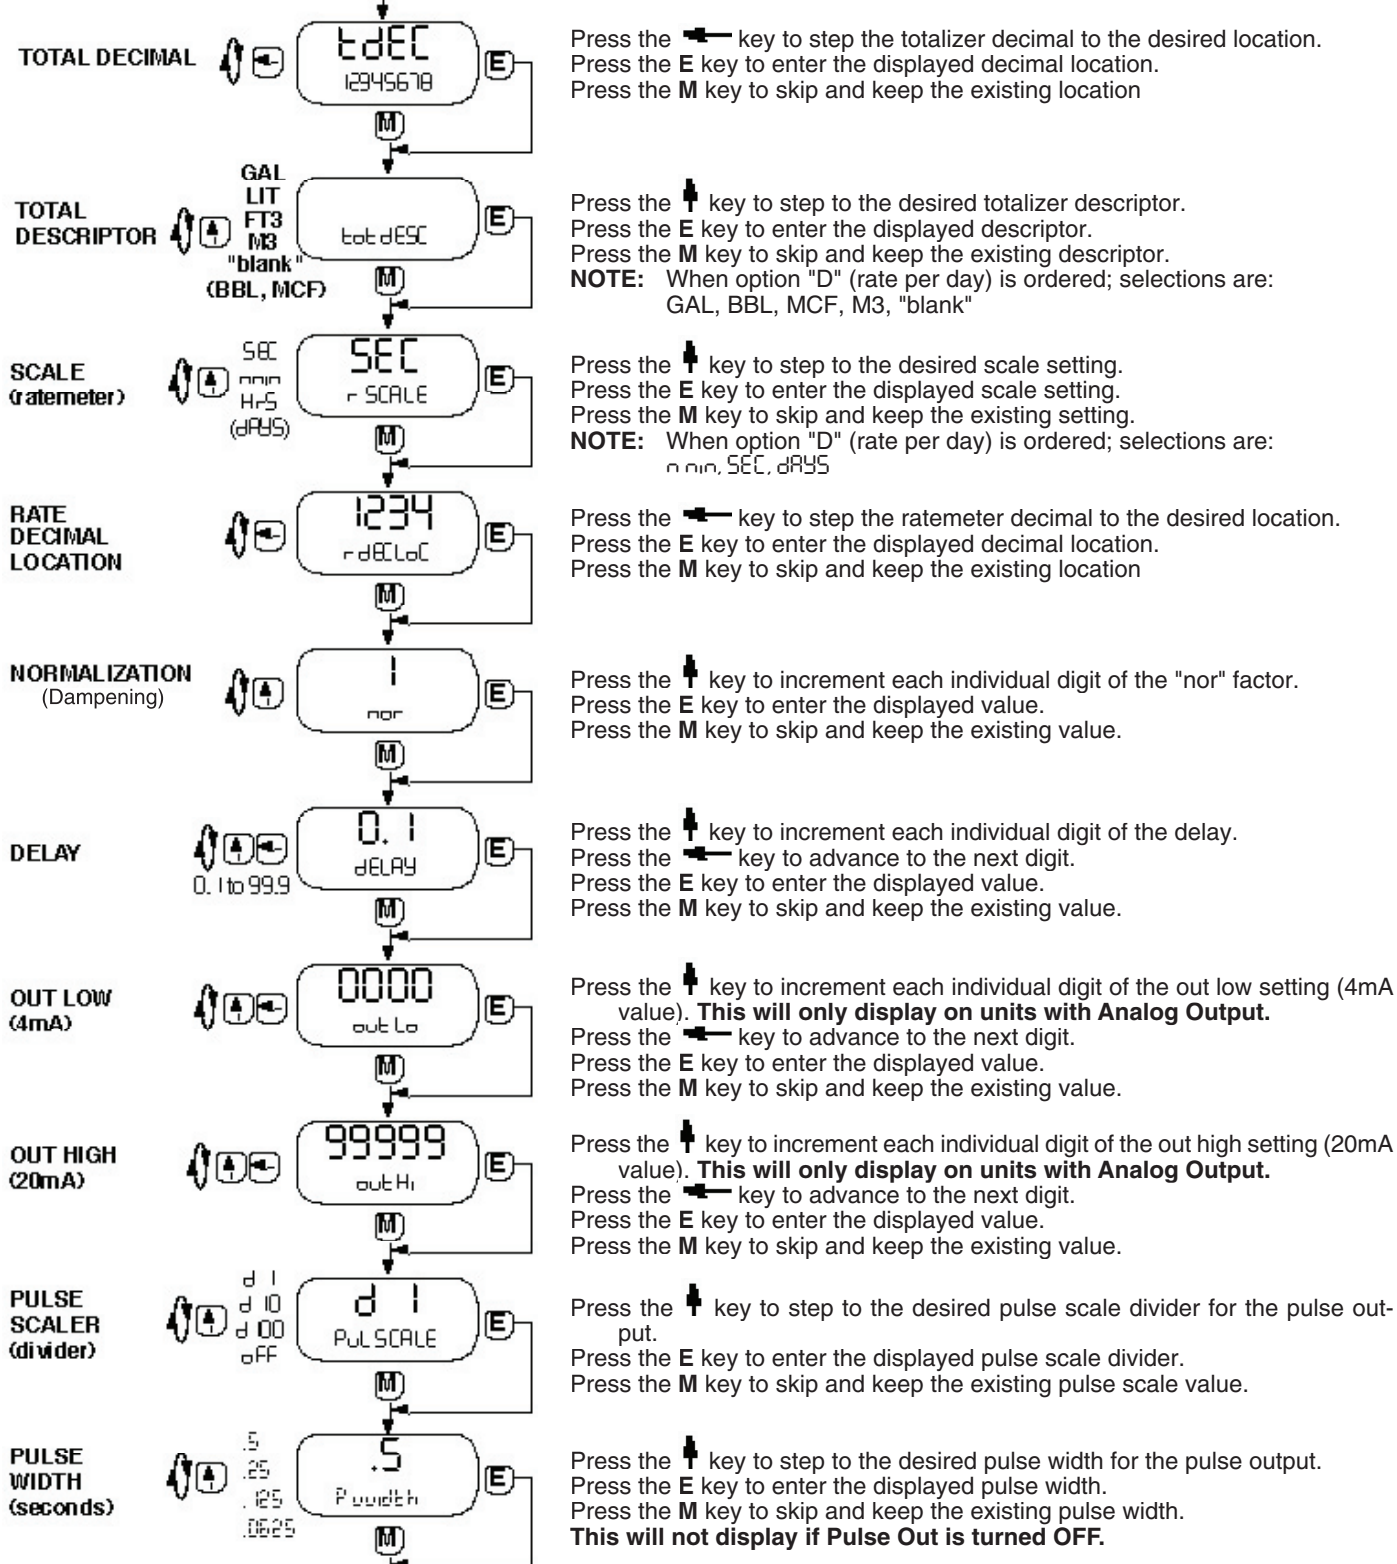 tdEC
TOTAL DECIMAL
E
12345678
M
Press the key to step the totalizer decimal to the desired location.
Press the E key to enter the displayed decimal location.
Press the M key to skip and keep the existing location
GAL
LIT
FT3
M3
"blank"
(BBL, MCF)
TOTAL
DESCRIPTOR
tot dESC
E
M
Press the key to step to the desired totalizer descriptor.
Press the E key to enter the displayed descriptor.
Press the M key to skip and keep the existing descriptor.
NOTE: When option "D" (rate per day) is ordered; selections are:
GAL, BBL, MCF, M3, "blank"
SCALE
(ratemeter)
SEC
min
HrS
(dAYS)
SEC
r SCALE
E
M
Press the key to step to the desired scale setting.
Press the E key to enter the displayed scale setting.
Press the M key to skip and keep the existing setting.
NOTE: When option "D" (rate per day) is ordered; selections are:
min, SEC, dAYS
RATE
DECIMAL
LOCATION
1234
r dECLoC
E
M
Press the key to step the ratemeter decimal to the desired location.
Press the E key to enter the displayed decimal location.
Press the M key to skip and keep the existing location
NORMALIZATION
(Dampening)
1
nor
E
M
Press the key to increment each individual digit of the "nor" factor.
Press the E key to enter the displayed value.
Press the M key to skip and keep the existing value.
DELAY
0.1 to 99.9
0.1
dELAY
E
M
Press the key to increment each individual digit of the delay.
Press the key to advance to the next digit.
Press the E key to enter the displayed value.
Press the M key to skip and keep the existing value.
OUT LOW
(4mA)
0000
out Lo
E
M
Press the key to increment each individual digit of the out low setting (4mA
value). This will only display on units with Analog Output.
Press the key to advance to the next digit.
Press the E key to enter the displayed value.
Press the M key to skip and keep the existing value.
OUT HIGH
(20mA)
99999
out Hi
E
M
Press the key to increment each individual digit of the out high setting (20mA
value). This will only display on units with Analog Output.
Press the key to advance to the next digit.
Press the E key to enter the displayed value.
Press the M key to skip and keep the existing value.
PULSE
SCALER
(divider)
d 1
d 10
d 100
oFF
d 1
PuLSCALE
E
M
Press the key to step to the desired pulse scale divider for the pulse out-
put.
Press the E key to enter the displayed pulse scale divider.
Press the M key to skip and keep the existing pulse scale value.
PULSE
WIDTH
(seconds)
.5
.25
.125
.0625
.5
P width
E
M
Press the key to step to the desired pulse width for the pulse output.
Press the E key to enter the displayed pulse width.
Press the M key to skip and keep the existing pulse width.
This will not display if Pulse Out is turned OFF.